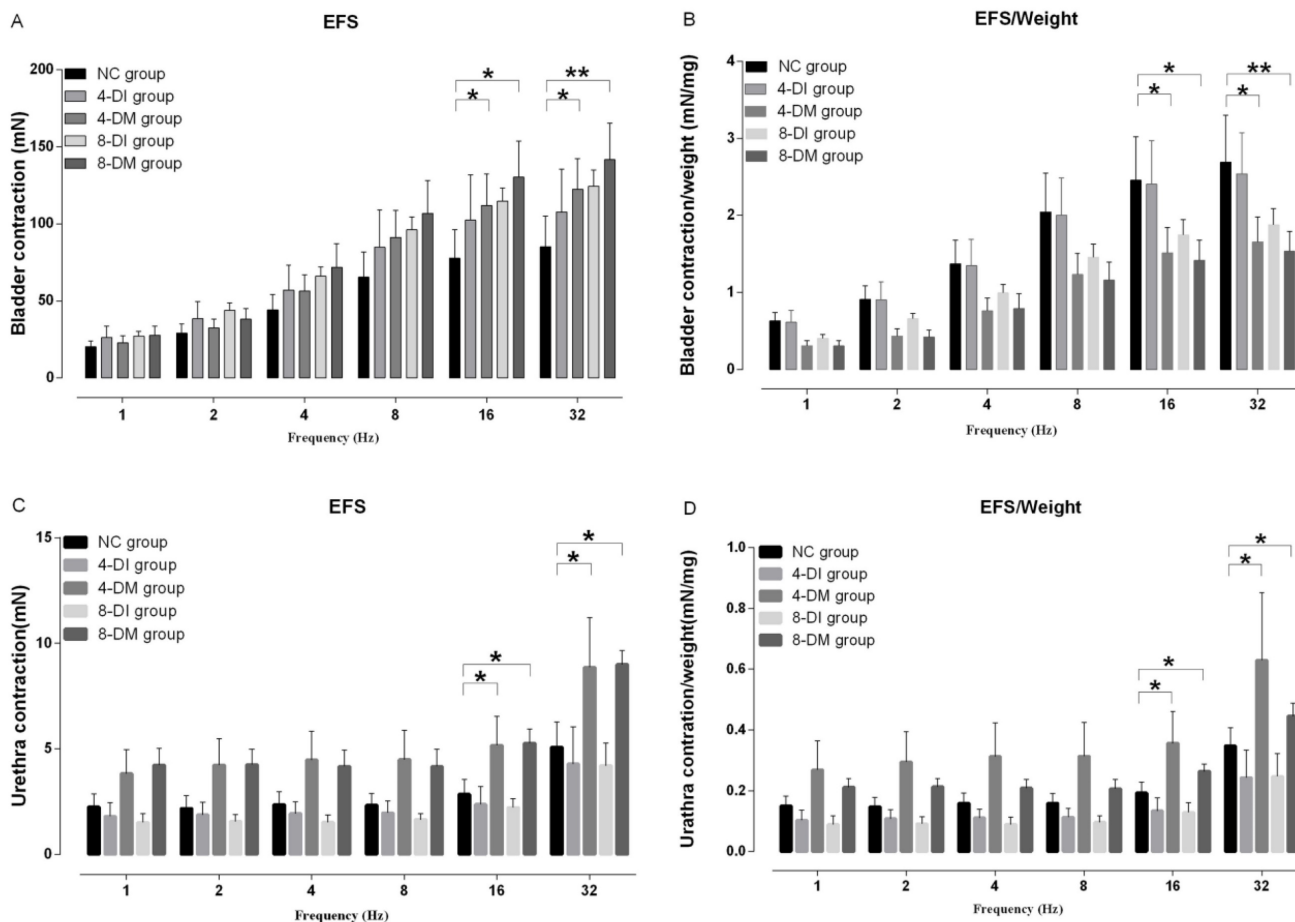 A
EFS
Bladder contraction (mN)
200
150
100
50
0
NC group
4-DI group
4-DM group
8-DI group
8-DM group
*
*
**
*
1 2 4 8 16 32
Frequency (Hz)
B
EFS/Weight
Bladder contraction/weight (mN/mg)
4
3
2
1
0
NC group
4-DI group
4-DM group
8-DI group
8-DM group
*
*
**
*
1 2 4 8 16 32
Frequency (Hz)
C
EFS
Urethra contraction(mN)
15
10
5
0
NC group
4-DI group
4-DM group
8-DI group
8-DM group
*
*
*
*
1 2 4 8 16 32
Frequency (Hz)
D
EFS/Weight
Urathra contration/weight(mN/mg)
1.0
0.8
0.6
0.4
0.2
0.0
NC group
4-DI group
4-DM group
8-DI group
8-DM group
*
*
*
*
1 2 4 8 16 32
Frequency (Hz)